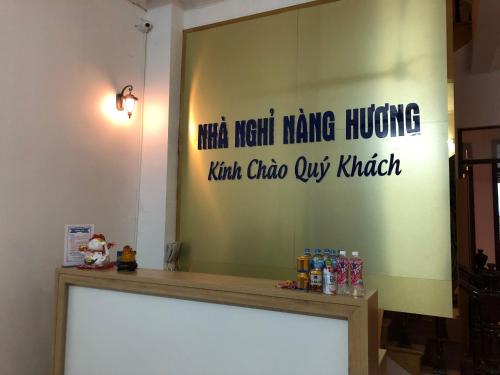 NHÀ NGHỈ NÀNG HƯƠNG
Kính Chào Quý Khách